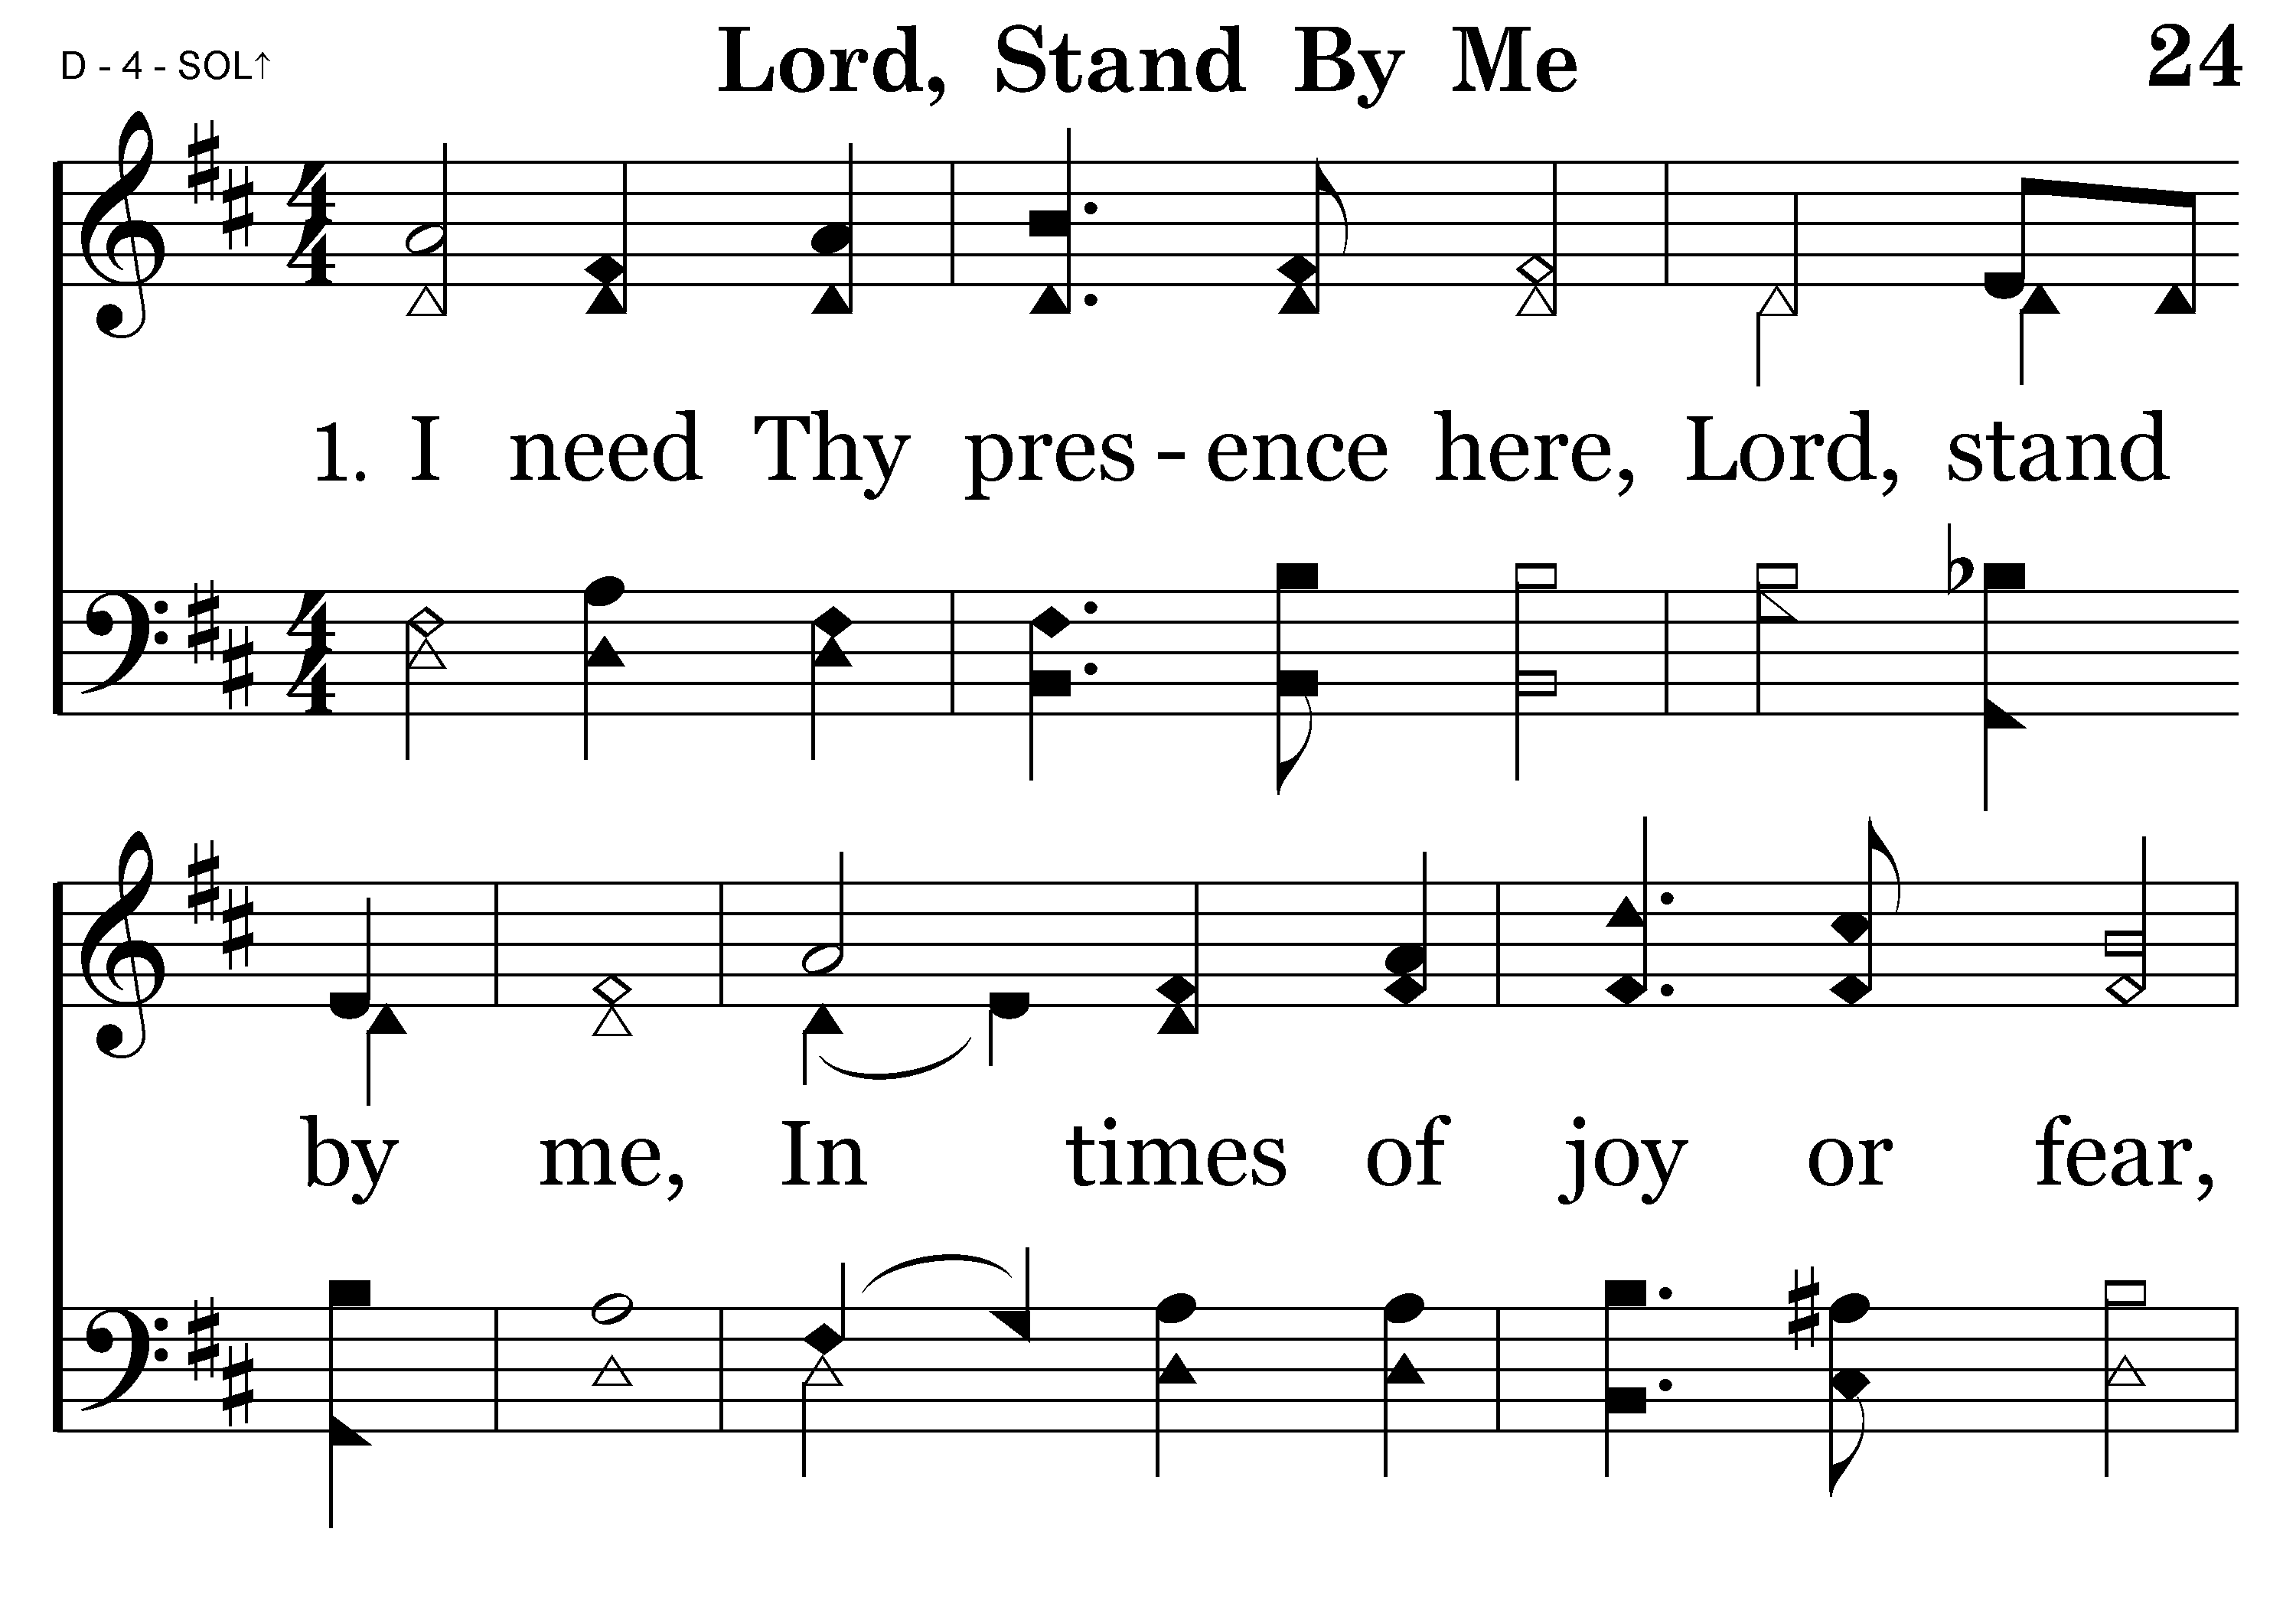 D - 4 - SOL↑ Lord, Stand By Me 24
1. I need Thy pres - ence here, Lord, stand
by me, In times of joy or fear,